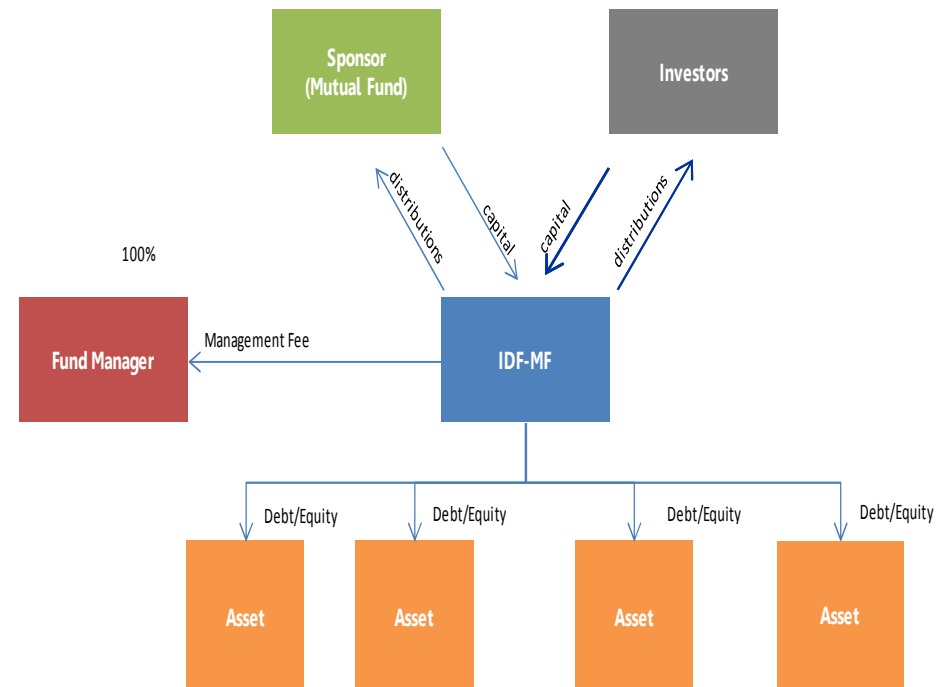 Sponsor
(Mutual Fund)
Investors
distributions
capital
capital
distributions
100%
Fund Manager
Management Fee
IDF-MF
Debt/Equity
Debt/Equity
Debt/Equity
Debt/Equity
Asset
Asset
Asset
Asset